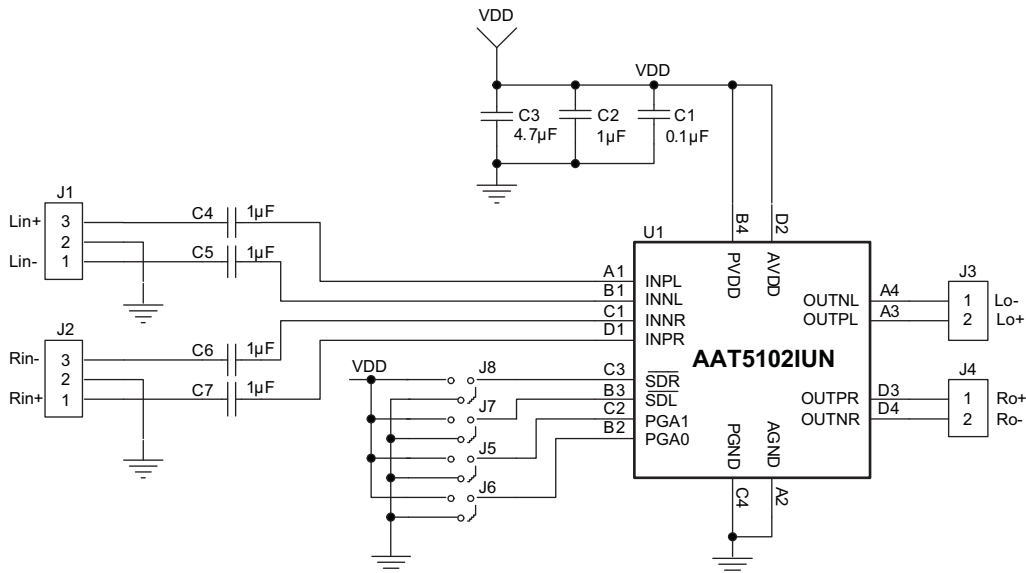 VDD
VDD
C3
4.7µF
C2
1µF
C1
0.1µF
J1
Lin+
3
2
Lin-
1
C4
1µF
C5
1µF
J2
Rin-
3
2
Rin+
1
C6
1µF
C7
1µF
VDD
J8
J7
J5
J6
U1
B4
D2
PVDD
AVDD
A1
INPL
B1
INNL
C1
INNR
D1
INPR
C3
SDR
B3
SDL
C2
PGA1
B2
PGA0
AAT5102IUN
OUTNL
A4
OUTPL
A3
OUTPR
D3
OUTNR
D4
PGND
AGND
C4
A2
J3
1
Lo-
2
Lo+
J4
1
Ro+
2
Ro-